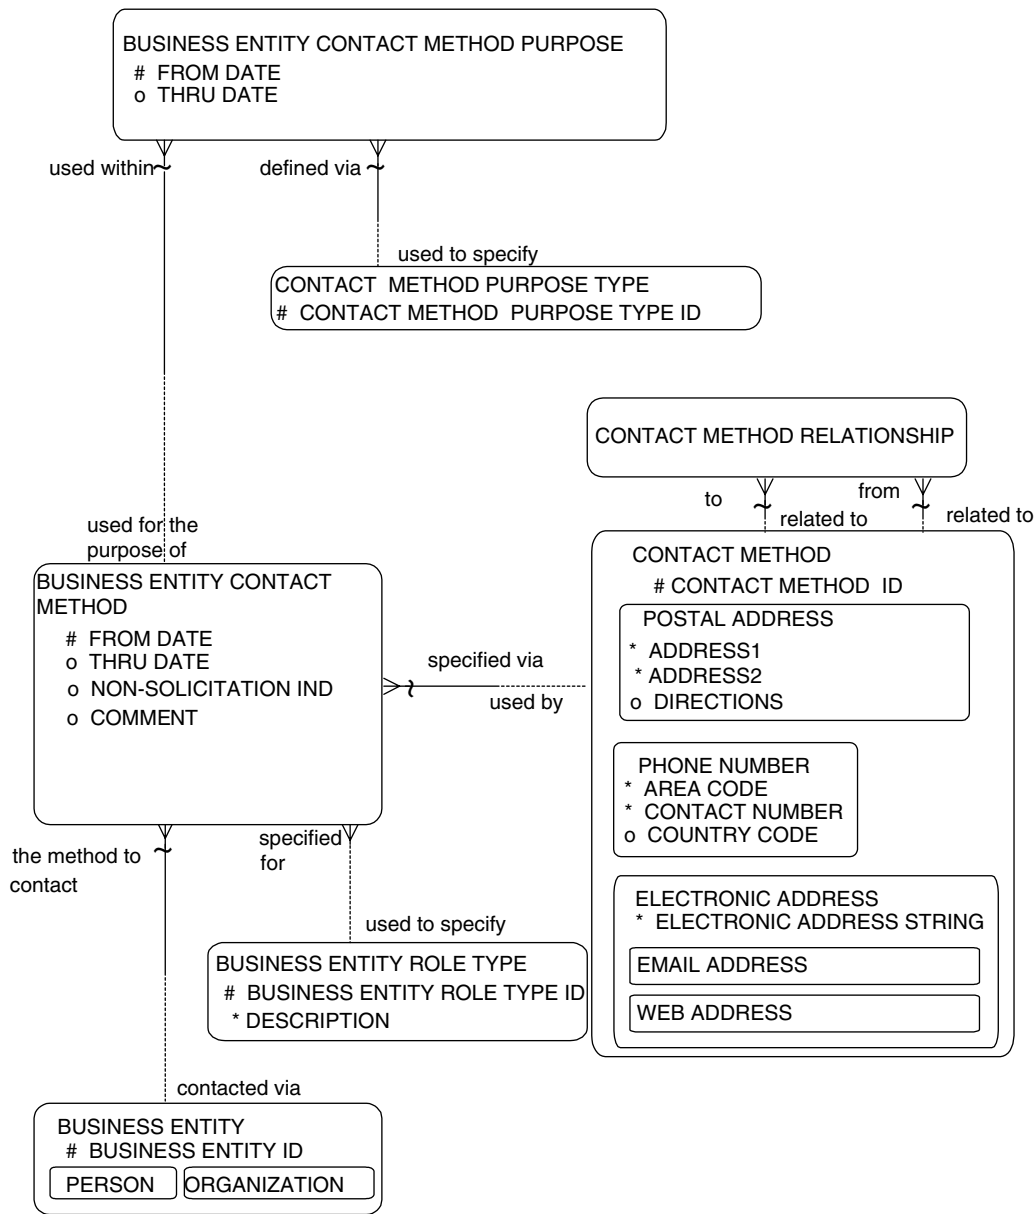 BUSINESS ENTITY CONTACT METHOD PURPOSE
# FROM DATE
o THRU DATE
used within
defined via
used to specify
CONTACT METHOD PURPOSE TYPE
# CONTACT METHOD PURPOSE TYPE ID
CONTACT METHOD RELATIONSHIP
to
from
related to
related to
used for the
purpose of
BUSINESS ENTITY CONTACT
METHOD
# FROM DATE
o THRU DATE
o NON-SOLICITATION IND
o COMMENT
specified via
used by
CONTACT METHOD
# CONTACT METHOD ID
POSTAL ADDRESS
* ADDRESS1
* ADDRESS2
o DIRECTIONS
PHONE NUMBER
* AREA CODE
* CONTACT NUMBER
o COUNTRY CODE
ELECTRONIC ADDRESS
* ELECTRONIC ADDRESS STRING
EMAIL ADDRESS
WEB ADDRESS
the method to
contact
specified
for
used to specify
BUSINESS ENTITY ROLE TYPE
# BUSINESS ENTITY ROLE TYPE ID
* DESCRIPTION
contacted via
BUSINESS ENTITY
# BUSINESS ENTITY ID
PERSON
ORGANIZATION